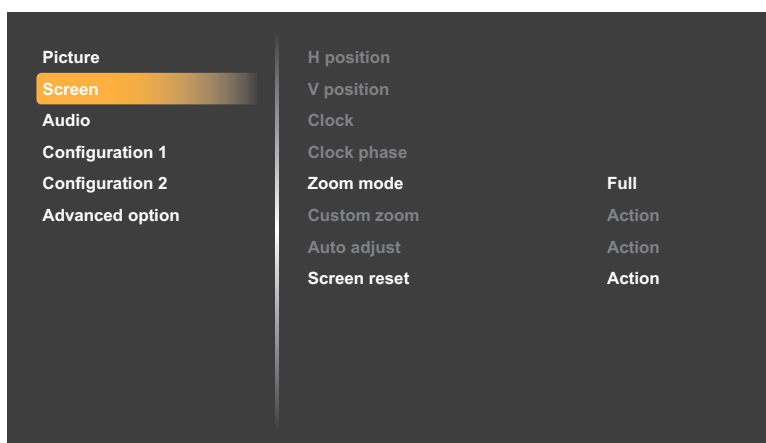 Picture
Screen
Audio
Configuration 1
Configuration 2
Advanced option
H position
V position
Clock
Clock phase
Zoom mode Full
Custom zoom Action
Auto adjust Action
Screen reset Action